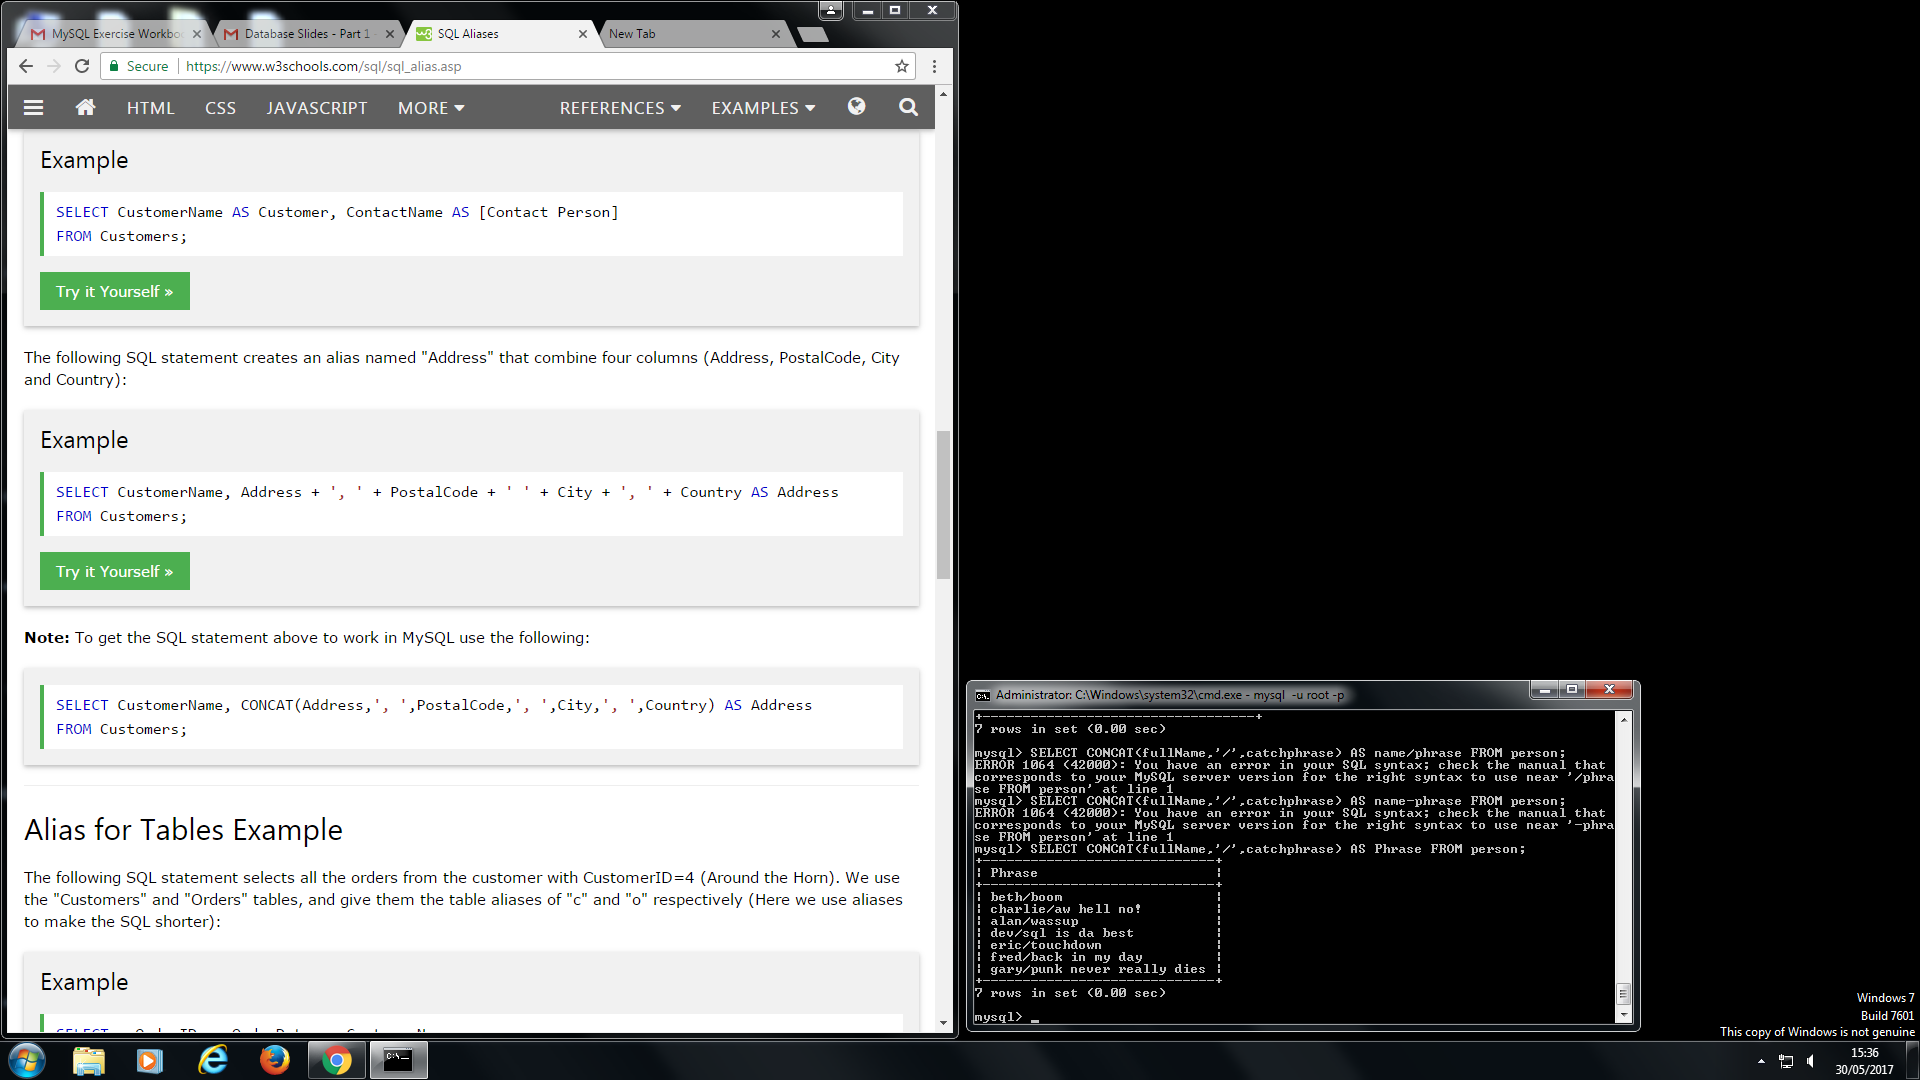 MySQL Exercise Workbo
Database Slides - Part 1
SQL Aliases
New Tab
Secure
https://www.w3schools.com/sql/sql_alias.asp
HTML CSS JAVASCRIPT MORE REFERENCES EXAMPLES
Example
SELECT CustomerName AS Customer, ContactName AS [Contact Person]
FROM Customers;
Try it Yourself »
The following SQL statement creates an alias named "Address" that combine four columns (Address, PostalCode, City
and Country):
Example
SELECT CustomerName, Address + ', ' + PostalCode + ' ' + City + ', ' + Country AS Address
FROM Customers;
Try it Yourself »
Note: To get the SQL statement above to work in MySQL use the following:
SELECT CustomerName, CONCAT(Address,', ',PostalCode,', ',City,', ',Country) AS Address
FROM Customers;
Alias for Tables Example
The following SQL statement selects all the orders from the customer with CustomerID=4 (Around the Horn). We use
the "Customers" and "Orders" tables, and give them the table aliases of "c" and "o" respectively (Here we use aliases
to make the SQL shorter):
Example
Administrator: C:\Windows\system32\cmd.exe - mysql -u root -p
7 rows in set (0.00 sec)
mysql> SELECT CONCAT(fullName,'/',catchphrase) AS name/phrase FROM person;
ERROR 1064 (42000): You have an error in your SQL syntax; check the manual that
corresponds to your MySQL server version for the right syntax to use near '/phra
se FROM person' at line 1
mysql> SELECT CONCAT(fullName,'/',catchphrase) AS name-phrase FROM person;
ERROR 1064 (42000): You have an error in your SQL syntax; check the manual that
corresponds to your MySQL server version for the right syntax to use near '-phra
se FROM person' at line 1
mysql> SELECT CONCAT(fullName,'/',catchphrase) AS Phrase FROM person;
+-----------------------------+
| Phrase |
+-----------------------------+
| beth/boom |
| charlie/aw hell no! |
| alan/wassup |
| dev/sql is da best |
| eric/touchdown |
| fred/back in my day |
| gary/punk never really dies |
+-----------------------------+
7 rows in set (0.00 sec)
mysql> _
Windows 7
Build 7601
This copy of Windows is not genuine
15:36
30/05/2017